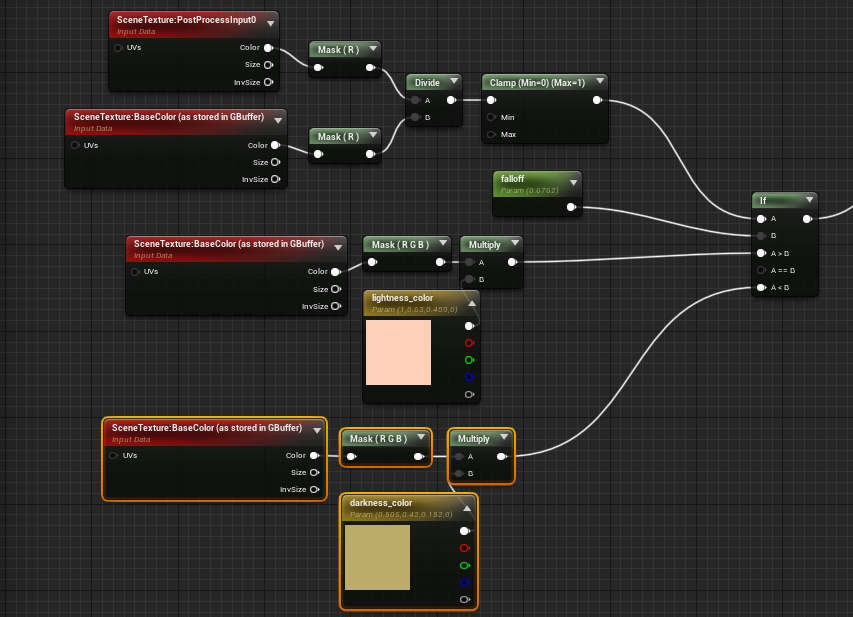 SceneTexture:PostProcessInput0
Input Data
UVs
Color
Size
InvSize
Mask ( R )
SceneTexture:BaseColor (as stored in GBuffer)
Input Data
UVs
Color
Size
InvSize
Mask ( R )
Divide
A
B
Clamp (Min=0) (Max=1)
Min
Max
falloff
Param (0.6762)
If
A
B
A > B
A == B
A < B
SceneTexture:BaseColor (as stored in GBuffer)
Input Data
UVs
Color
Size
InvSize
Mask ( R G B )
Multiply
A
B
lightness_color
Param (1,0.63,0.489,0)
SceneTexture:BaseColor (as stored in GBuffer)
Input Data
UVs
Color
Size
InvSize
Mask ( R G B )
Multiply
A
B
darkness_color
Param (0.505,0.42,0.152,0)